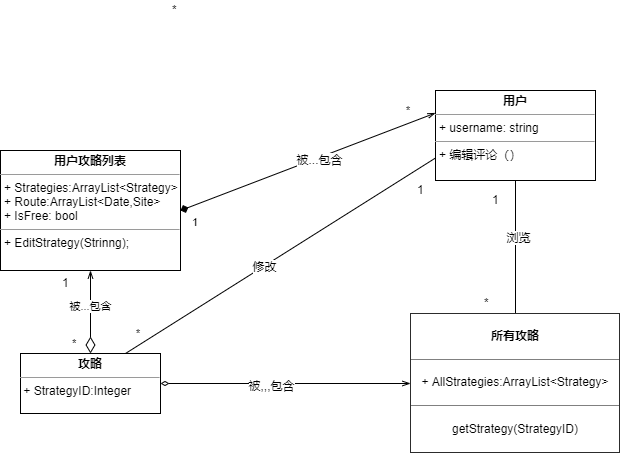 *
用户
+ username: string
+ 编辑评论（）
*
被...包含
用户攻略列表
+ Strategies:ArrayList<Strategy>
+ Route:ArrayList<Date,Site>
+ IsFree: bool
+ EditStrategy(Strinng);
1
1
1
浏览
修改
1
被...包含
*
*
*
攻略
+ StrategyID:Integer
被,,,包含
所有攻略
+ AllStrategies:ArrayList<Strategy>
getStrategy(StrategyID)